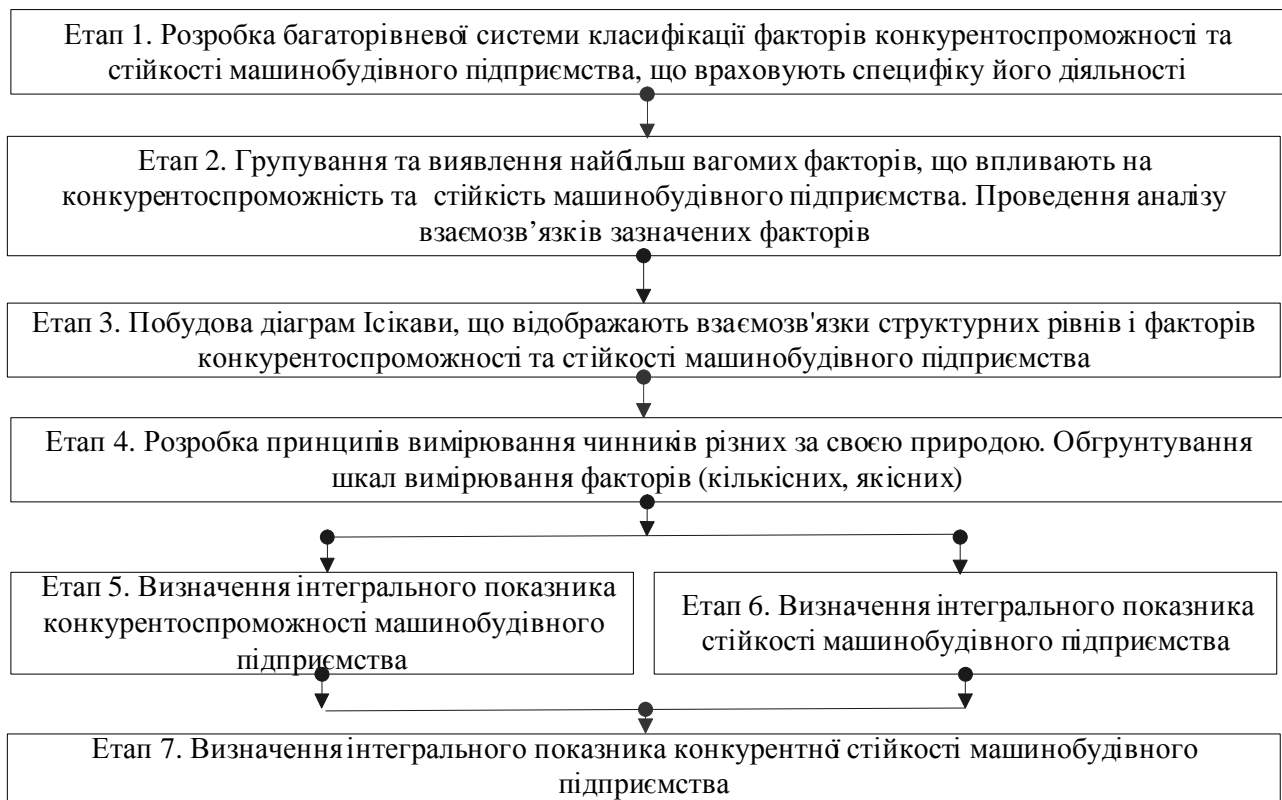 Етап 1. Розробка багаторівневої системи класифікації факторів конкурентоспроможності та
стійкості машинобудівного підприємства, що враховують специфіку його діяльності
Етап 2. Групування та виявлення найбільш вагомих факторів, що впливають на
конкурентоспроможність та стійкість машинобудівного підприємства. Проведення аналізу
взаємозв’язків зазначених факторів
Етап 3. Побудова діаграм Ісікави, що відображають взаємозв'язки структурних рівнів і факторів
конкурентоспроможності та стійкості машинобудівного підприємства
Етап 4. Розробка принципів вимірювання чинників різних за своєю природою. Обгрунтування
шкал вимірювання факторів (кількісних, якісних)
Етап 5. Визначення інтегрального показника
конкурентоспроможності машинобудівного
підприємства
Етап 6. Визначення інтегрального показника
стійкості машинобудівного підприємства
Етап 7. Визначення інтегрального показника конкурентної стійкості машинобудівного
підприємства